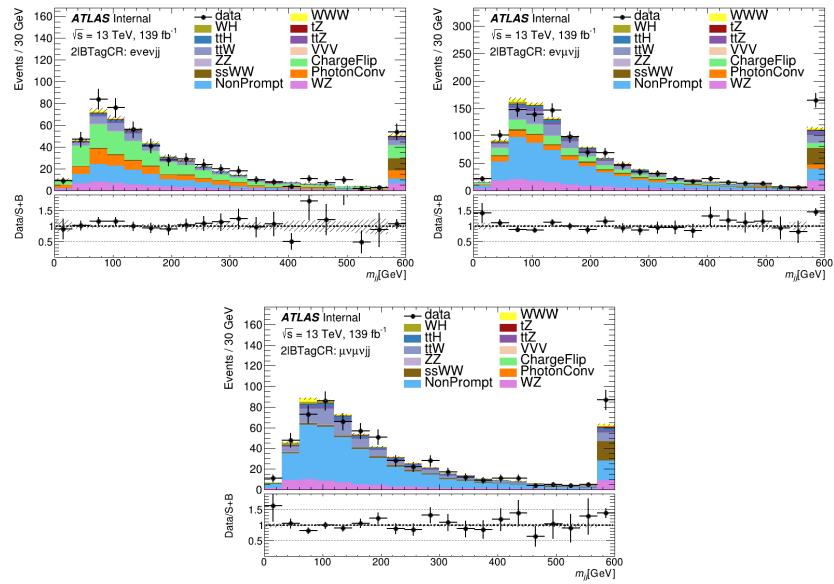 Events / 30 GeV
160
140
120
100
80
60
40
20
0
ATLAS Internal
√s = 13 TeV, 139 fb⁻¹
2lBTagCR: eνeνjj
data
WH
ttH
ttW
ZZ
ssWW
NonPrompt
WWW
tZ
ttZ
VVV
ChargeFlip
PhotonConv
WZ
Data/S+B
1.5
1
0.5
0 100 200 300 400 500 600
m_jj[GeV]
Events / 30 GeV
300
250
200
150
100
50
0
ATLAS Internal
√s = 13 TeV, 139 fb⁻¹
2lBTagCR: eνμνjj
data
WH
ttH
ttW
ZZ
ssWW
NonPrompt
WWW
tZ
ttZ
VVV
ChargeFlip
PhotonConv
WZ
Data/S+B
1.5
1
0.5
0 100 200 300 400 500 600
m_jj[GeV]
Events / 30 GeV
160
140
120
100
80
60
40
20
0
ATLAS Internal
√s = 13 TeV, 139 fb⁻¹
2lBTagCR: μνμνjj
data
WH
ttH
ttW
ZZ
ssWW
NonPrompt
WWW
tZ
ttZ
VVV
ChargeFlip
PhotonConv
WZ
Data/S+B
1.5
1
0.5
0 100 200 300 400 500 600
m_jj[GeV]